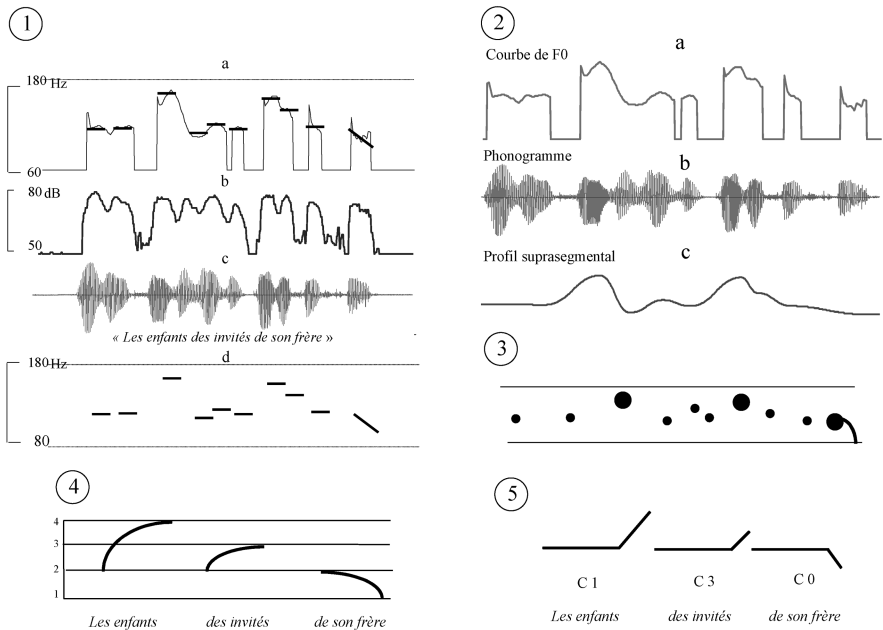 1
a
180 Hz
60
b
80 dB
50
c
« Les enfants des invités de son frère »
d
180 Hz
80
2
a
Courbe de F0
Phonogramme
b
Profil suprasegmental
c
3
4
4
3
2
1
Les enfants des invités de son frère
5
C 1 C 3 C 0
Les enfants des invités de son frère